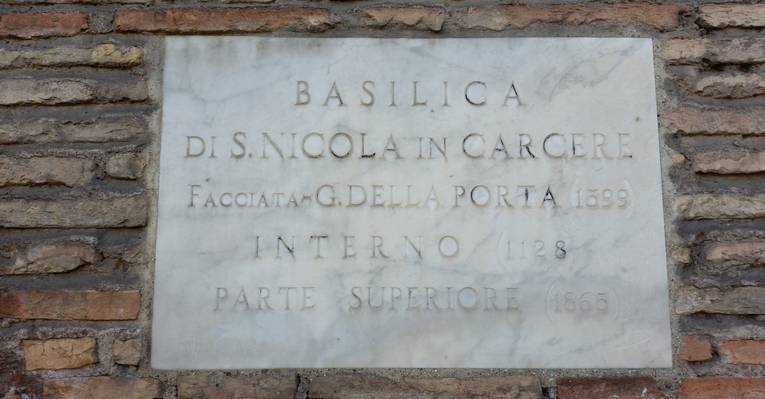 BASILICA
DI S. NICOLA IN CARCERE
FACCIATA-G. DELLA PORTA (1599)
INTERNO (1128
PARTE SUPERIORE (1865)